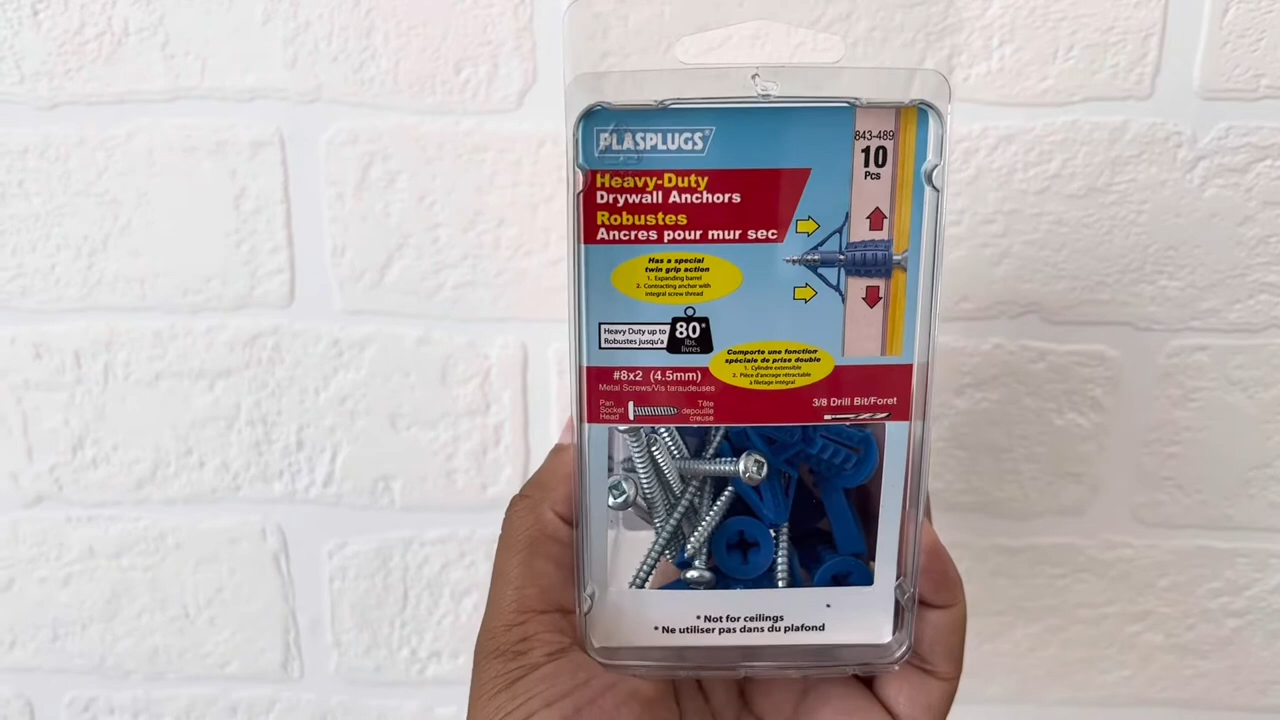 PLASPLUGS®
843-489
10
Pcs
Heavy-Duty
Drywall Anchors
Robustes
Ancres pour mur sec
Has a special
twin grip action
1. Expanding barrel
2. Contracting anchor with
integral screw thread
Heavy Duty up to
Robustes jusqu'a
80*
lbs.
livres
Comporte une fonction
spéciale de prise double
1. Cylindre extensible
2. Pièce d'ancrage rétractable
à filetage intégral
#8x2 (4.5mm)
Metal Screws/Vis taraudeuses
Pan
Socket
Head
Tête
depouille
creuse
3/8 Drill Bit/Foret
* Not for ceilings
* Ne utiliser pas dans du plafond